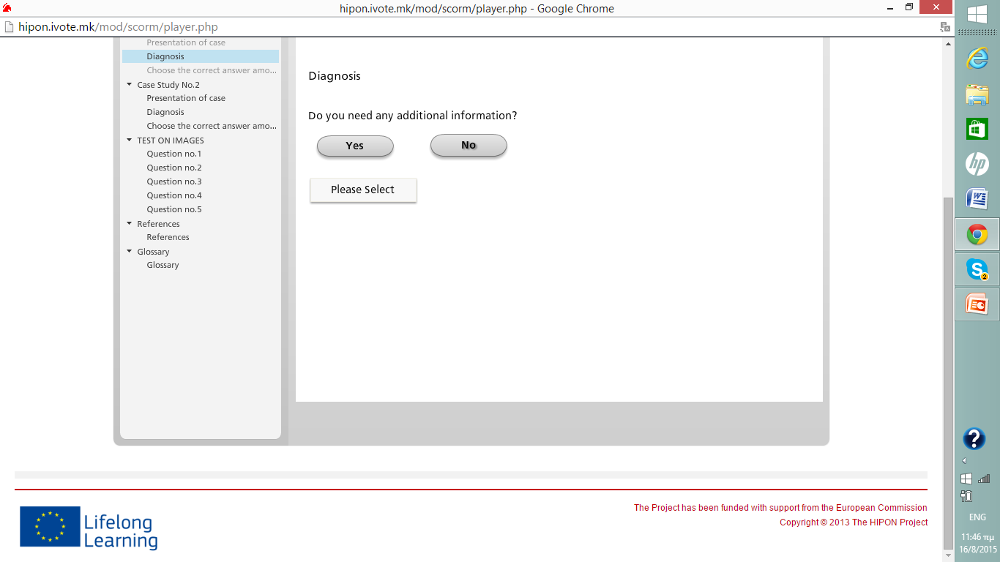 hipon.ivote.mk/mod/scorm/player.php - Google Chrome
hipon.ivote.mk/mod/scorm/player.php
Presentation of case
Diagnosis
Choose the correct answer amo...
Case Study No.2
Presentation of case
Diagnosis
Choose the correct answer amo...
TEST ON IMAGES
Question no.1
Question no.2
Question no.3
Question no.4
Question no.5
References
References
Glossary
Glossary
Diagnosis
Do you need any additional information?
Yes
No
Please Select
The Project has been funded with support from the European Commission
Copyright © 2013 The HIPON Project
Lifelong
Learning
hp
S
2
?
ENG
11:46 πμ
16/8/2015